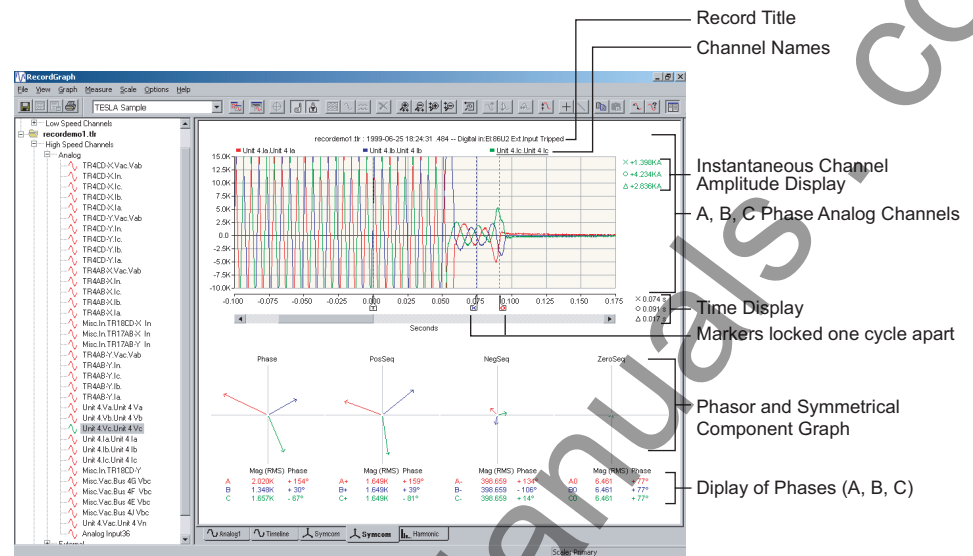 Record Title
Channel Names
RecordGraph
File View Graph Measure Scale Options Help
TESLA Sample
Low Speed Channels
recordemo1.tlr
High Speed Channels
Analog
TR4CD-X.Vac.Vab
TR4CD-X.In.
TR4CD-X.Ic.
TR4CD-X.Ib.
TR4CD-X.Ia.
TR4CD-Y.Vac.Vab
TR4CD-Y.In.
TR4CD-Y.Ic.
TR4CD-Y.Ib.
TR4CD-Y.Ia.
TR4AB-X.Vac.Vab
TR4AB-X.In.
TR4AB-X.Ic.
TR4AB-X.Ib.
TR4AB-X.Ia.
Misc.In.TR18CD-X In
Misc.In.TR17AB-X In
Misc.In.TR17AB-Y In
TR4AB-Y.Vac.Vab
TR4AB-Y.In.
TR4AB-Y.Ic.
TR4AB-Y.Ib.
TR4AB-Y.Ia.
Unit 4.Va.Unit 4 Va
Unit 4.Vb.Unit 4 Vb
Unit 4.Vc.Unit 4 Vc
Unit 4.Ia.Unit 4 Ia
Unit 4.Ib.Unit 4 Ib
Unit 4.Ic.Unit 4 Ic
Misc.In.TR18CD-Y
Misc.Vac.Bus 4G Vbc
Misc.Vac.Bus 4F Vbc
Misc.Vac.Bus 4E Vbc
Misc.Vac.Bus 4J Vbc
Unit 4.Vac.Unit 4 Vn
Analog Input36
External
recordemo1.tlr : 1999-06-25 18:24:31 .484 -- Digital in:El:86U2 Ext.Input Tripped
Unit 4.Ia.Unit 4 Ia Unit 4.Ib.Unit 4 Ib Unit 4.Ic.Unit 4 Ic
15.0K
12.5K
10.0K
7.5K
5.0K
2.5K
0.0
-2.5K
-5.0K
-7.5K
-10.0K
+1.398KA
+4.234KA
Δ +2.836KA
-0.100 -0.075 -0.050 -0.025 0.000 0.025 0.050 0.075 0.100 0.125 0.150 0.175
Seconds
0.074 s
0.091 s
Δ 0.017 s
Instantaneous Channel
Amplitude Display
A, B, C Phase Analog Channels
Time Display
Markers locked one cycle apart
Phase PosSeq NegSeq ZeroSeq
Phasor and Symmetrical
Component Graph
Mag (RMS) Phase Mag (RMS) Phase Mag (RMS) Phase Mag (RMS) Phase
A 2.020K +154° A+ 1.649K +159° A- 398.659 +134° A0 6.461 +77°
B 1.948K +30° B+ 1.649K +39° B- 398.659 -106° B0 6.461 +77°
C 1.657K -67° C+ 1.649K -81° C- 398.659 +14° C0 6.461 +77°
Diplay of Phases (A, B, C)
Analog1 Timeline Symcom Symcom Harmonic
Scale: Primary